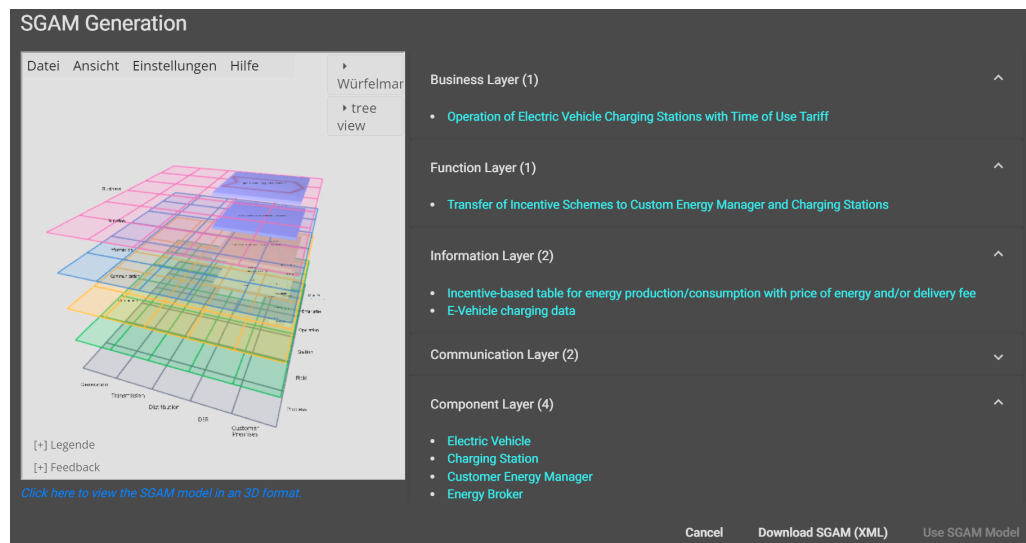 SGAM Generation
Datei Ansicht Einstellungen Hilfe
Würfelmar
tree
view
Business
Information
Communication
Operation
Station
Field
Process
Generation
Transmission
Distribution
DER
Customer
Premises
[+] Legende
[+] Feedback
Click here to view the SGAM model in an 3D format.
Business Layer (1)
Operation of Electric Vehicle Charging Stations with Time of Use Tariff
Function Layer (1)
Transfer of Incentive Schemes to Custom Energy Manager and Charging Stations
Information Layer (2)
Incentive-based table for energy production/consumption with price of energy and/or delivery fee
E-Vehicle charging data
Communication Layer (2)
Component Layer (4)
Electric Vehicle
Charging Station
Customer Energy Manager
Energy Broker
Cancel Download SGAM (XML) Use SGAM Model